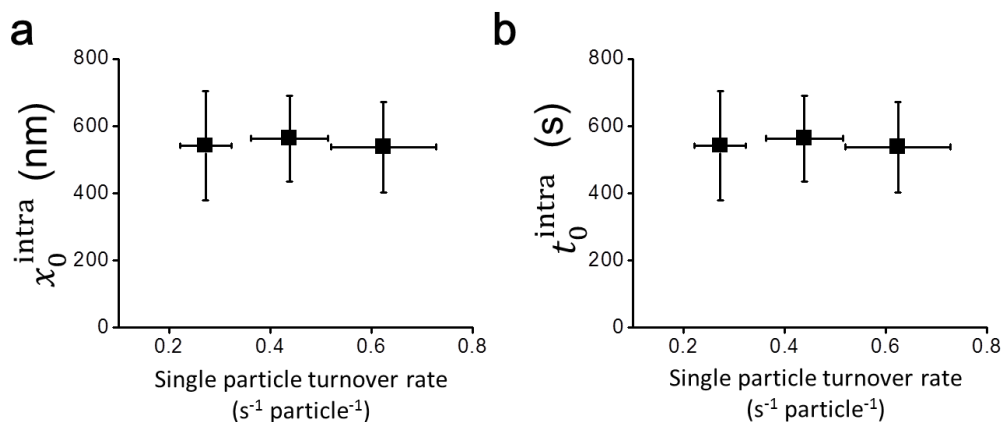 a
800
600
400
200
0
x₀^intra (nm)
0.2 0.4 0.6 0.8
Single particle turnover rate
(s⁻¹ particle⁻¹)
b
800
600
400
200
0
t₀^intra (s)
0.2 0.4 0.6 0.8
Single particle turnover rate
(s⁻¹ particle⁻¹)